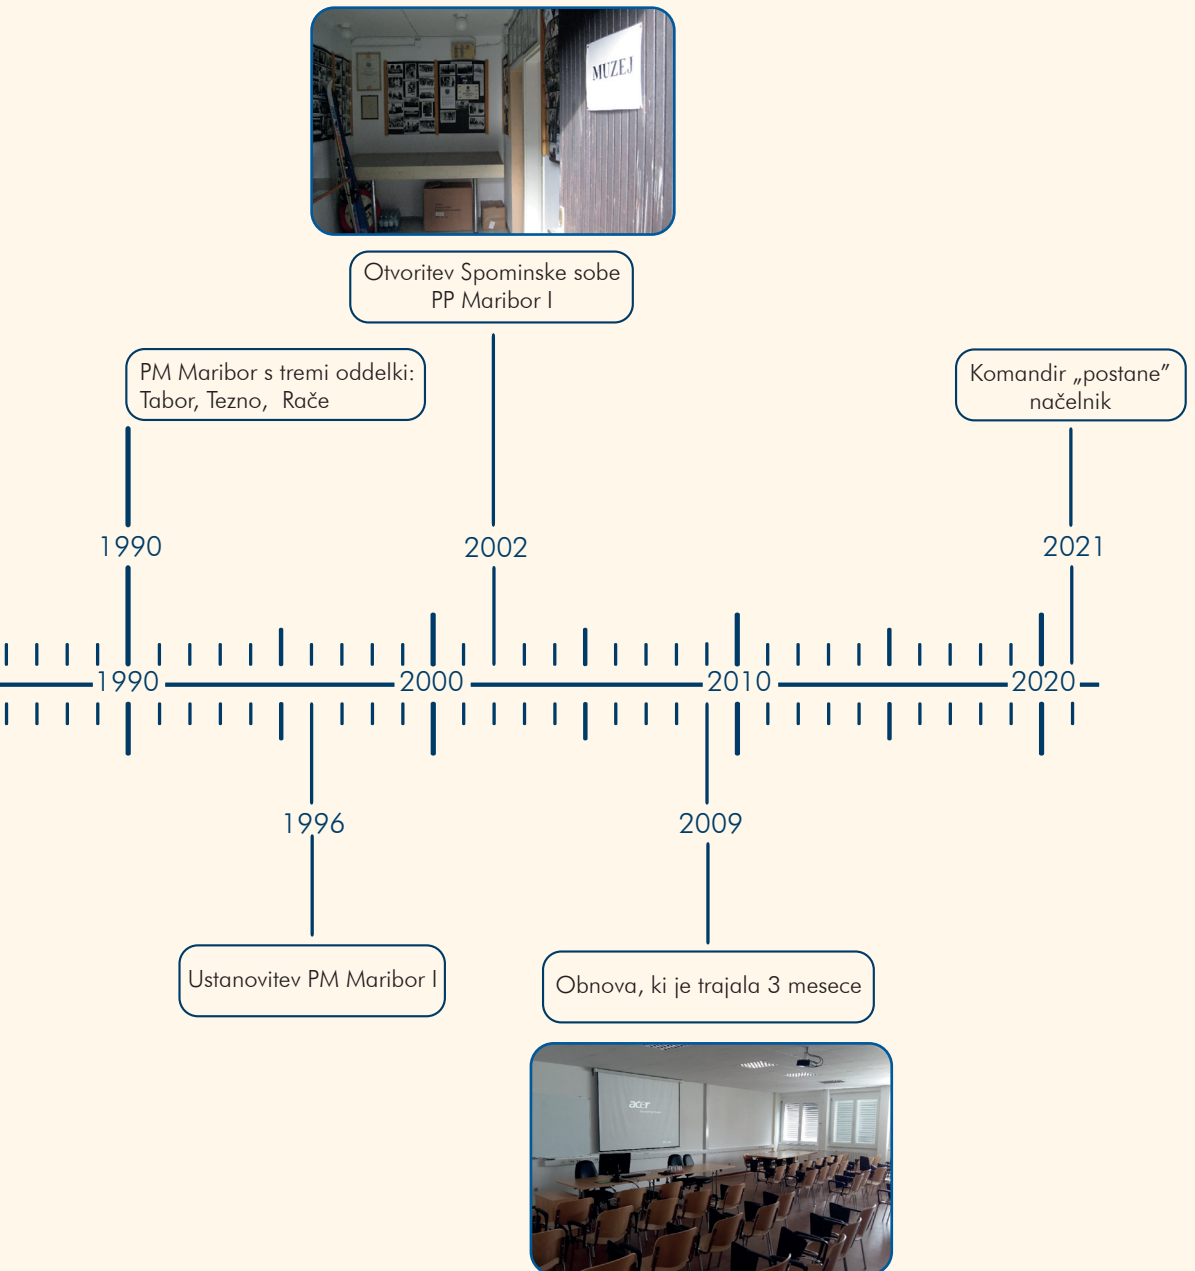 MUZEJ
Otvoritev Spominske sobe
PP Maribor I
PM Maribor s tremi oddelki:
Tabor, Tezno, Rače
Komandir „postane”
načelnik
1990
2002
2021
1990
2000
2010
2020
1996
2009
Ustanovitev PM Maribor I
Obnova, ki je trajala 3 mesece
acer